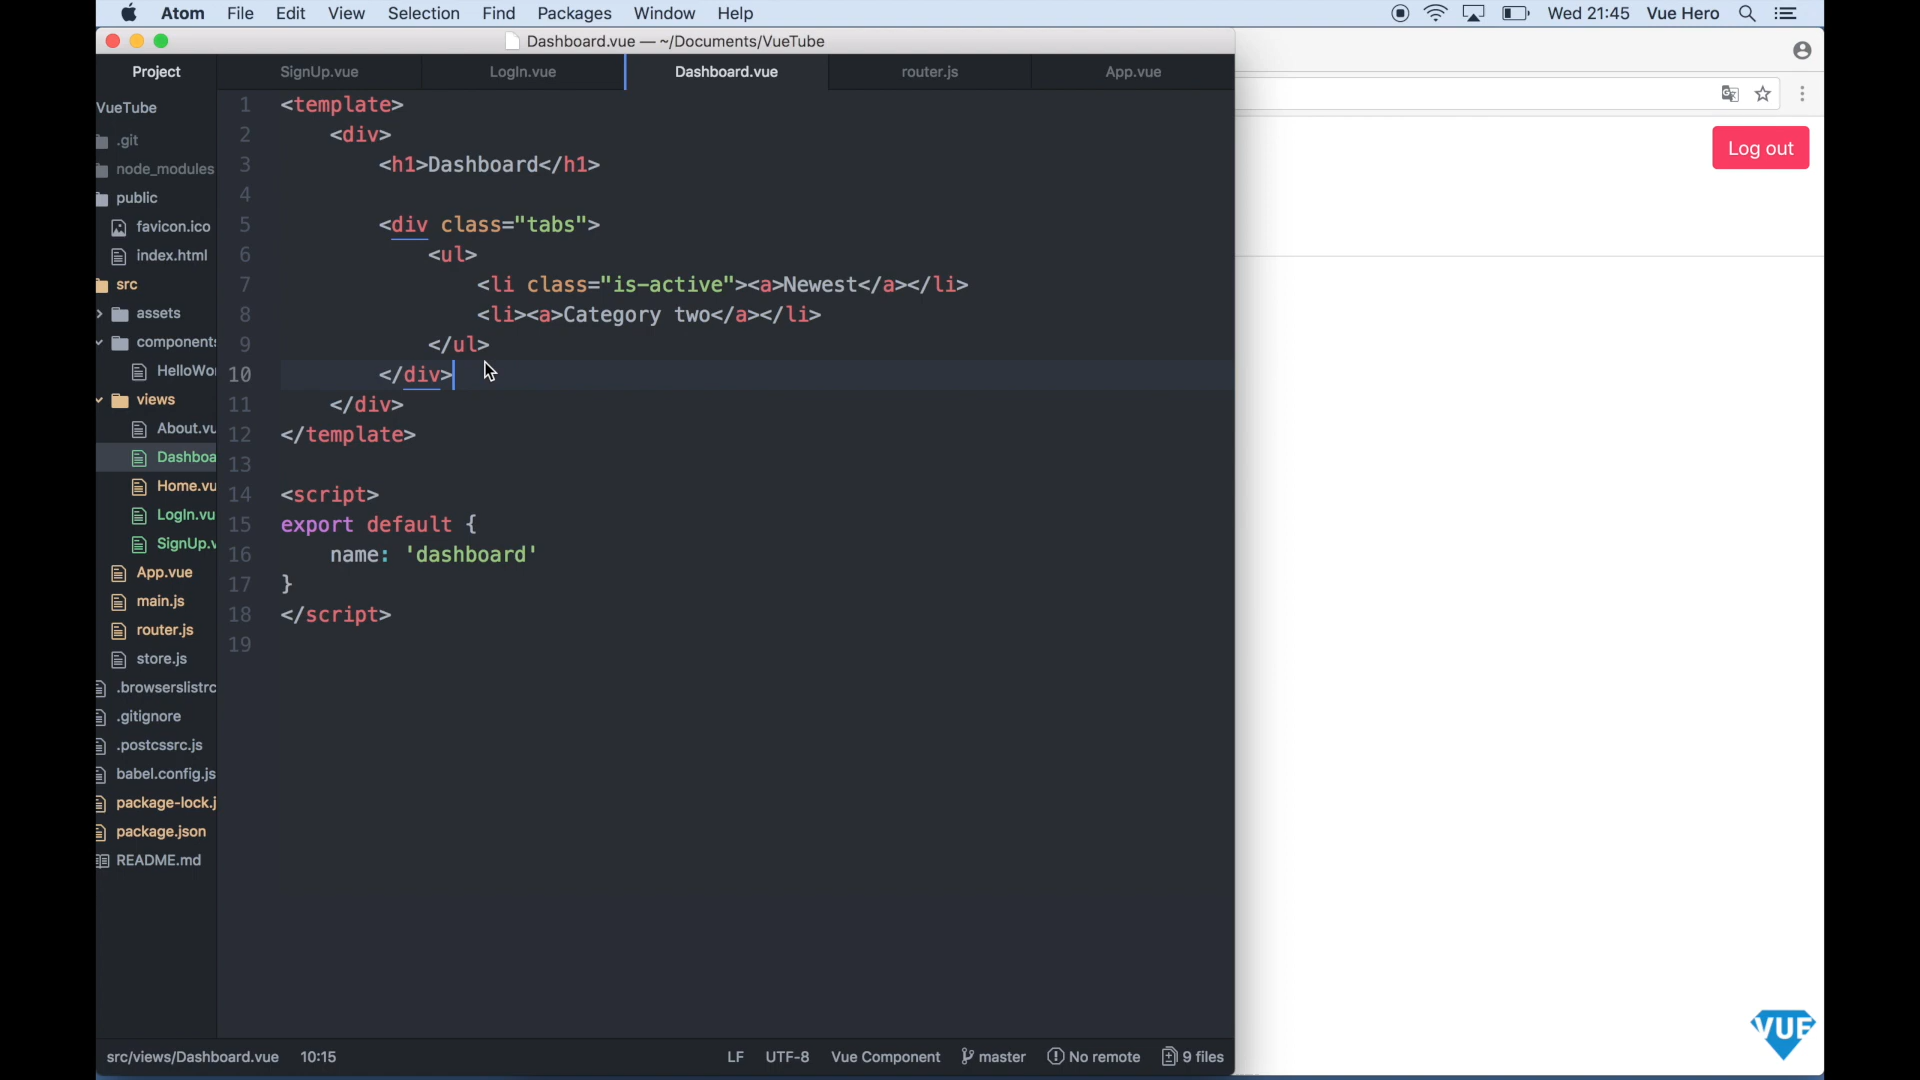 Atom File Edit View Selection Find Packages Window Help Wed 21:45 Vue Hero
Dashboard.vue — ~/Documents/VueTube
Project SignUp.vue LogIn.vue Dashboard.vue router.js App.vue
VueTube
.git
node_modules
public
favicon.ico
index.html
src
assets
components
HelloWo
views
About.vu
Dashboa
Home.vu
LogIn.vu
SignUp.v
App.vue
main.js
router.js
store.js
.browserslistrc
.gitignore
.postcssrc.js
babel.config.js
package-lock.j
package.json
README.md
1 <template>
2 <div>
3 <h1>Dashboard</h1>
4
5 <div class="tabs">
6 <ul>
7 <li class="is-active"><a>Newest</a></li>
8 <li><a>Category two</a></li>
9 </ul>
10 </div>
11 </div>
12 </template>
13
14 <script>
15 export default {
16 name: 'dashboard'
17 }
18 </script>
19
src/views/Dashboard.vue 10:15 LF UTF-8 Vue Component master No remote 9 files
Log out
VUE